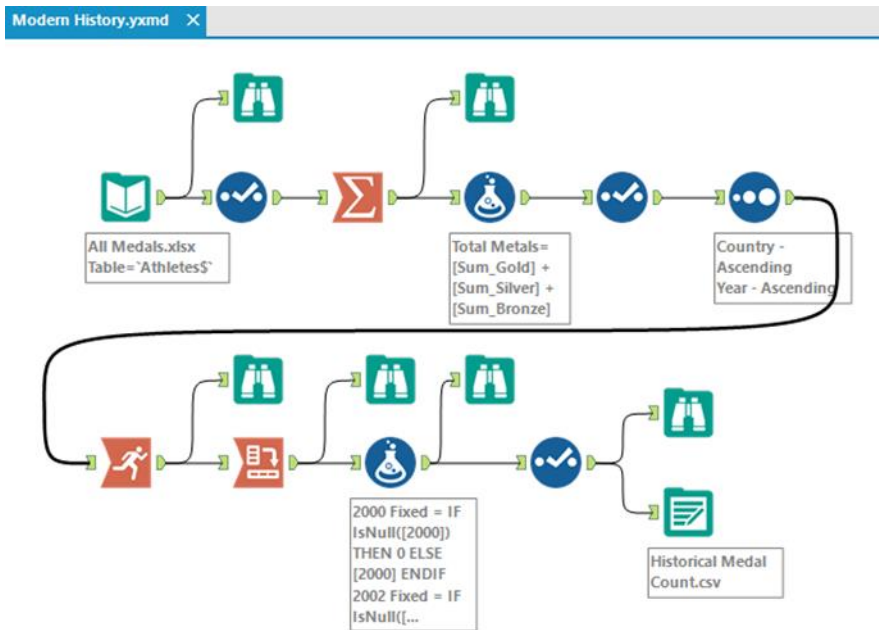 Modern History.yxmd X
All Medals.xlsx
Table=`Athletes$`
Total Metals=
[Sum_Gold] +
[Sum_Silver] +
[Sum_Bronze]
Country -
Ascending
Year - Ascending
2000 Fixed = IF
IsNull([2000])
THEN 0 ELSE
[2000] ENDIF
2002 Fixed = IF
IsNull([...
Historical Medal
Count.csv